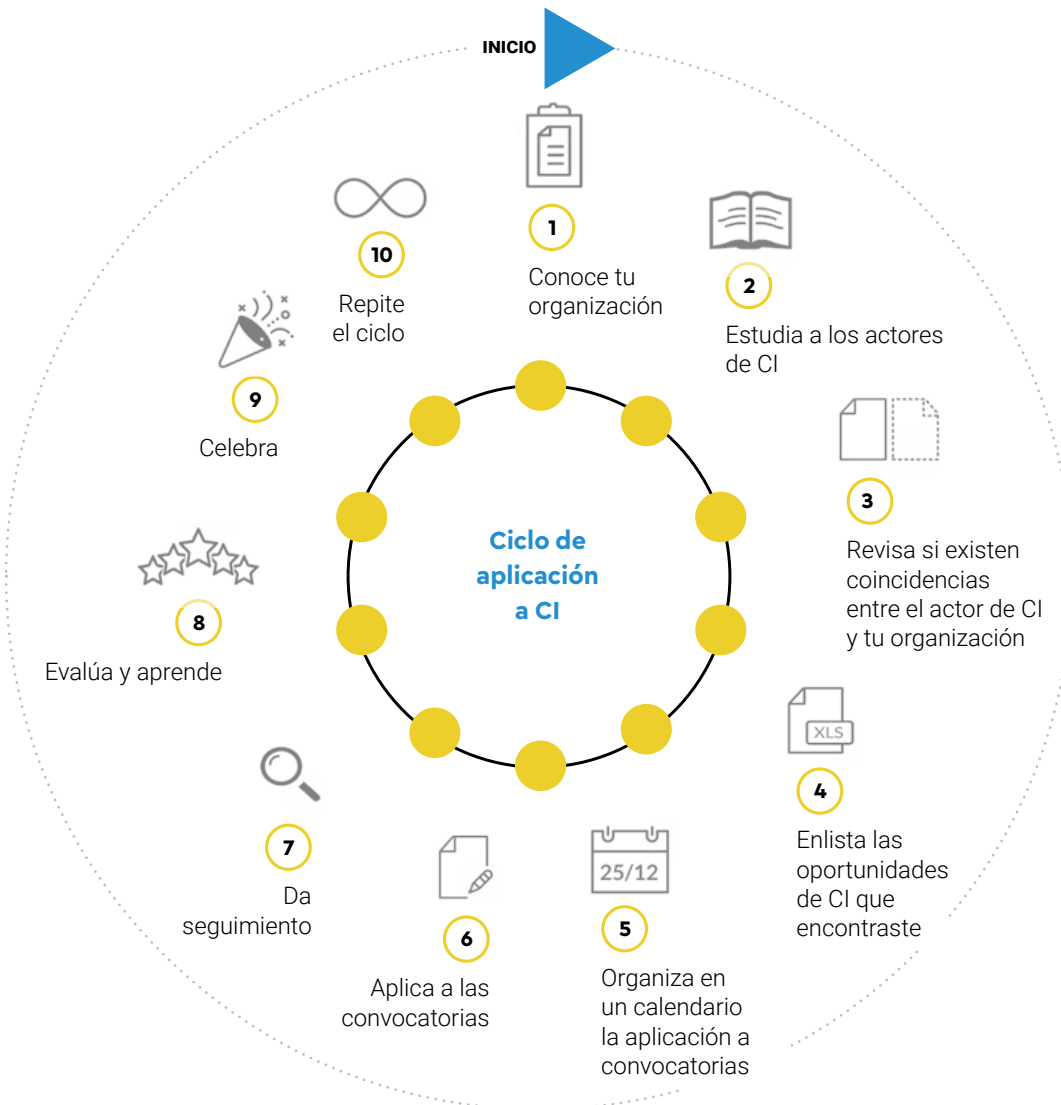 INICIO
1
Conoce tu
organización
2
Estudia a los actores
de CI
3
Revisa si existen
coincidencias
entre el actor de CI
y tu organización
XLS
4
Enlista las
oportunidades
de CI que
encontraste
25/12
5
Organiza en
un calendario
la aplicación a
convocatorias
6
Aplica a las
convocatorias
7
Da
seguimiento
8
Evalúa y aprende
9
Celebra
10
Repite
el ciclo
Ciclo de
aplicación
a CI